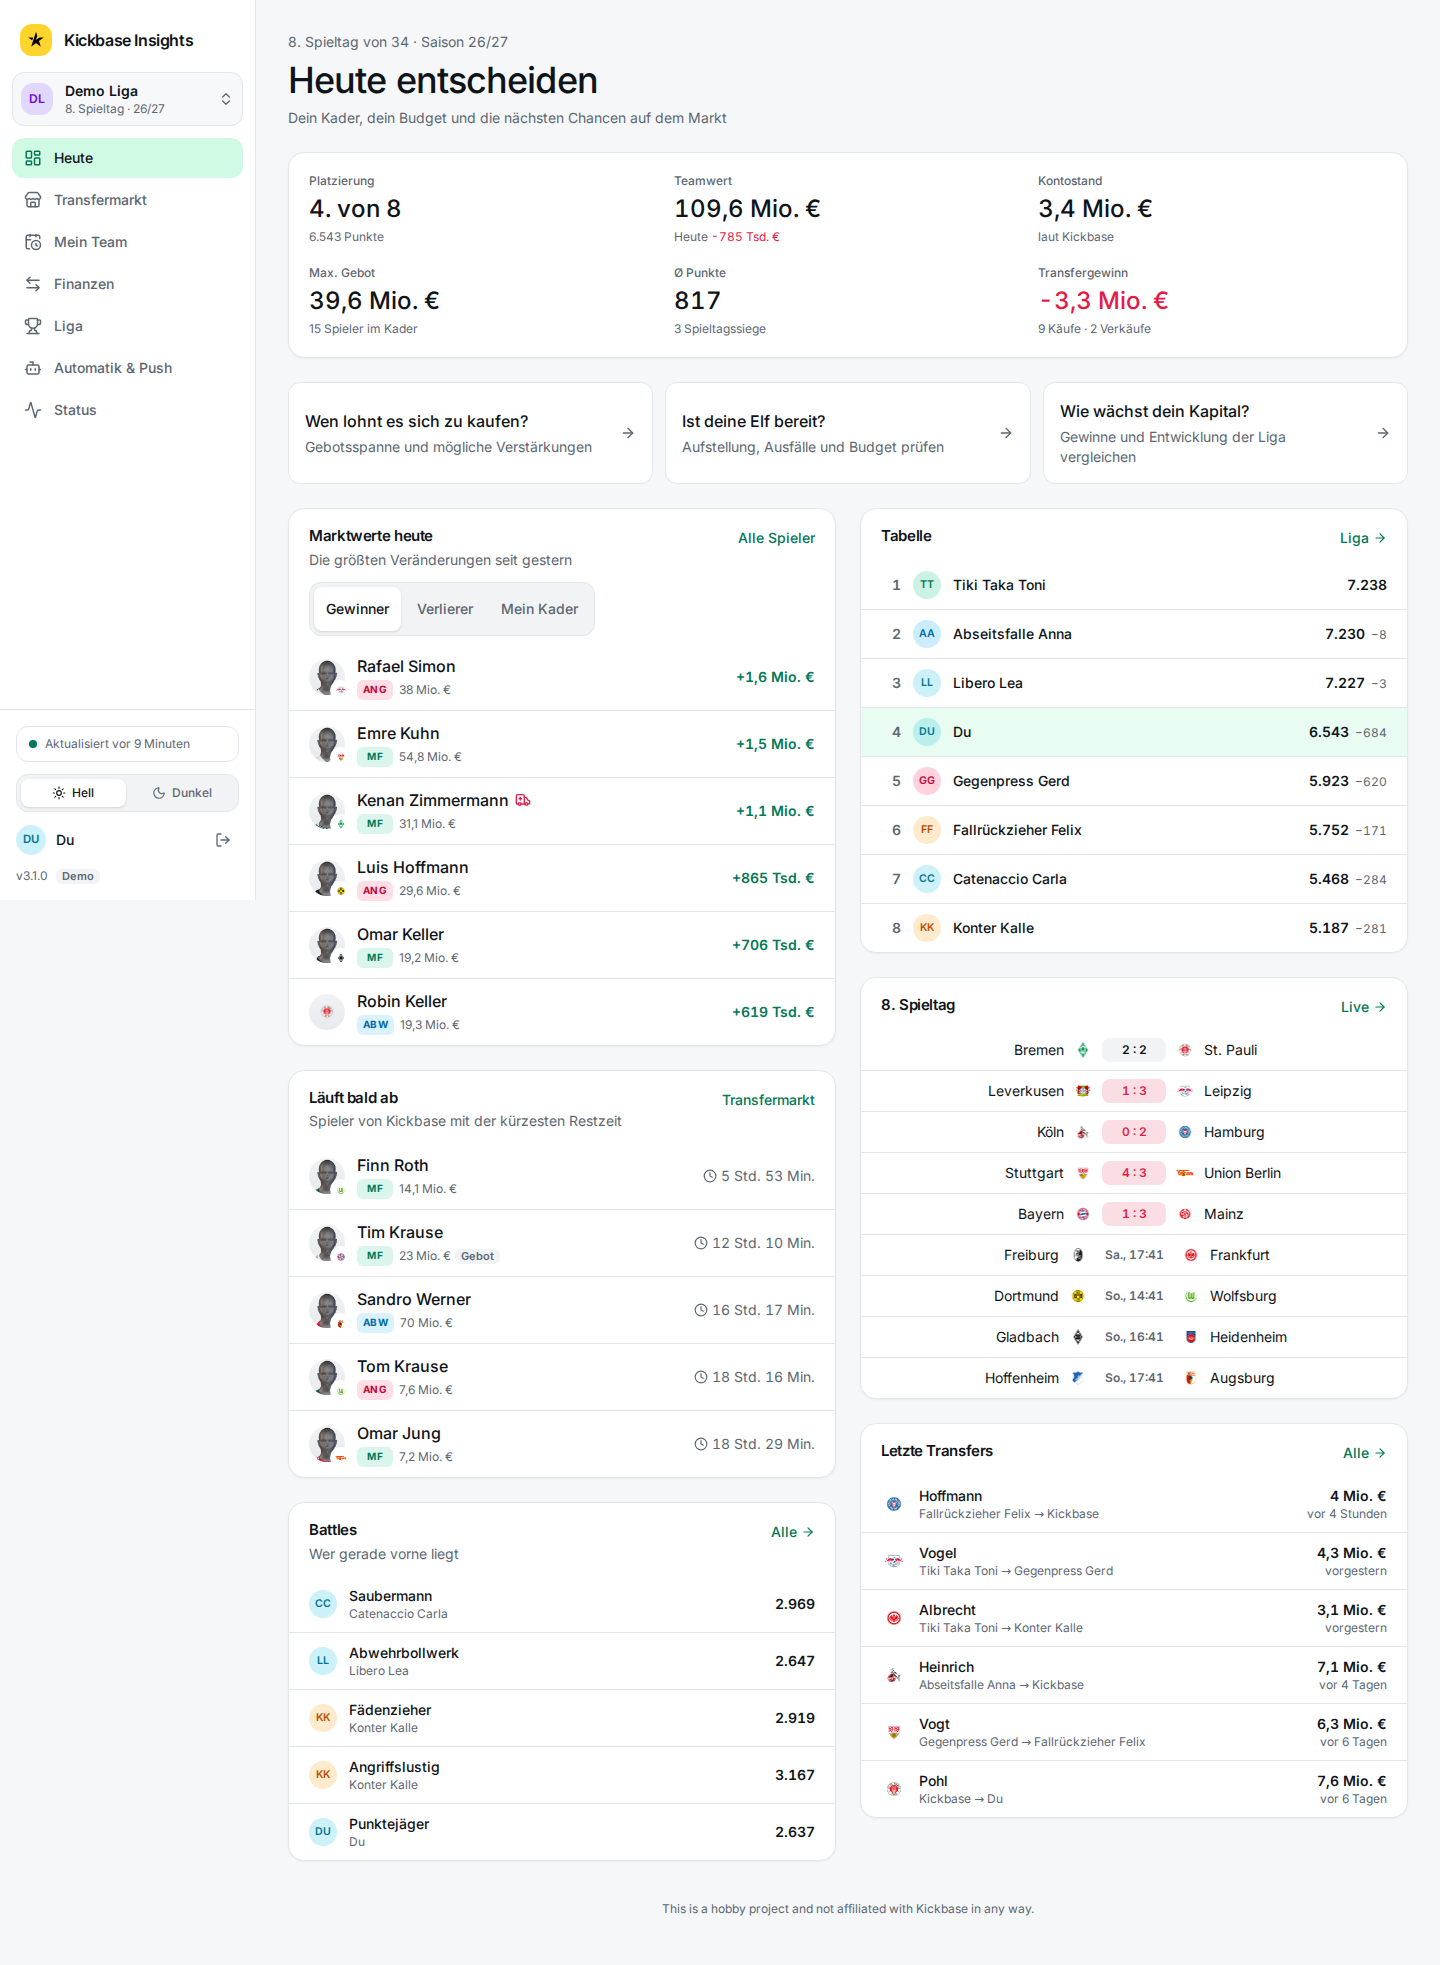 Kickbase Insights
DL
Demo Liga
8. Spieltag · 26/27
Heute
Transfermarkt
Mein Team
Finanzen
Liga
Automatik & Push
Status
Aktualisiert vor 9 Minuten
Hell
Dunkel
DU
Du
v3.1.0
Demo
8. Spieltag von 34 · Saison 26/27
Heute entscheiden
Dein Kader, dein Budget und die nächsten Chancen auf dem Markt
Platzierung
4. von 8
6.543 Punkte
Teamwert
109,6 Mio. €
Heute -785 Tsd. €
Kontostand
3,4 Mio. €
laut Kickbase
Max. Gebot
39,6 Mio. €
15 Spieler im Kader
Ø Punkte
817
3 Spieltagssiege
Transfergewinn
-3,3 Mio. €
9 Käufe · 2 Verkäufe
Wen lohnt es sich zu kaufen?
Gebotsspanne und mögliche Verstärkungen
Ist deine Elf bereit?
Aufstellung, Ausfälle und Budget prüfen
Wie wächst dein Kapital?
Gewinne und Entwicklung der Liga
vergleichen
Marktwerte heute
Alle Spieler
Die größten Veränderungen seit gestern
Gewinner
Verlierer
Mein Kader
Rafael Simon
ANG 38 Mio. €
+1,6 Mio. €
Emre Kuhn
MF 54,8 Mio. €
+1,5 Mio. €
Kenan Zimmermann
MF 31,1 Mio. €
+1,1 Mio. €
Luis Hoffmann
ANG 29,6 Mio. €
+865 Tsd. €
Omar Keller
MF 19,2 Mio. €
+706 Tsd. €
Robin Keller
ABW 19,3 Mio. €
+619 Tsd. €
Läuft bald ab
Transfermarkt
Spieler von Kickbase mit der kürzesten Restzeit
Finn Roth
MF 14,1 Mio. €
5 Std. 53 Min.
Tim Krause
MF 23 Mio. € Gebot
12 Std. 10 Min.
Sandro Werner
ABW 70 Mio. €
16 Std. 17 Min.
Tom Krause
ANG 7,6 Mio. €
18 Std. 16 Min.
Omar Jung
MF 7,2 Mio. €
18 Std. 29 Min.
Battles
Alle →
Wer gerade vorne liegt
CC
Saubermann
Catenaccio Carla
2.969
LL
Abwehrbollwerk
Libero Lea
2.647
KK
Fädenzieher
Konter Kalle
2.919
KK
Angriffslustig
Konter Kalle
3.167
DU
Punktejäger
Du
2.637
Tabelle
Liga →
1 TT Tiki Taka Toni 7.238
2 AA Abseitsfalle Anna 7.230 −8
3 LL Libero Lea 7.227 −3
4 DU Du 6.543 −684
5 GG Gegenpress Gerd 5.923 −620
6 FF Fallrückzieher Felix 5.752 −171
7 CC Catenaccio Carla 5.468 −284
8 KK Konter Kalle 5.187 −281
8. Spieltag
Live →
Bremen 2 : 2 St. Pauli
Leverkusen 1 : 3 Leipzig
Köln 0 : 2 Hamburg
Stuttgart 4 : 3 Union Berlin
Bayern 1 : 3 Mainz
Freiburg Sa., 17:41 Frankfurt
Dortmund So., 14:41 Wolfsburg
Gladbach So., 16:41 Heidenheim
Hoffenheim So., 17:41 Augsburg
Letzte Transfers
Alle →
Hoffmann
Fallrückzieher Felix → Kickbase
4 Mio. €
vor 4 Stunden
Vogel
Tiki Taka Toni → Gegenpress Gerd
4,3 Mio. €
vorgestern
Albrecht
Tiki Taka Toni → Konter Kalle
3,1 Mio. €
vorgestern
Heinrich
Abseitsfalle Anna → Kickbase
7,1 Mio. €
vor 4 Tagen
Vogt
Gegenpress Gerd → Fallrückzieher Felix
6,3 Mio. €
vor 6 Tagen
Pohl
Kickbase → Du
7,6 Mio. €
vor 6 Tagen
This is a hobby project and not affiliated with Kickbase in any way.